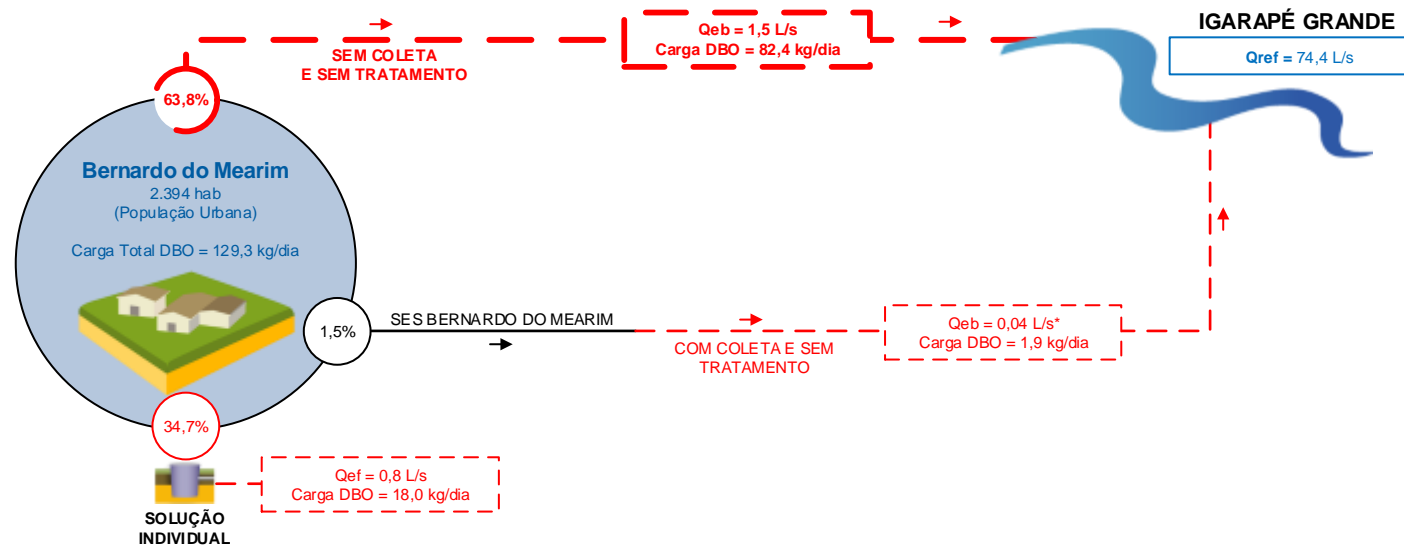 IGARAPÉ GRANDE
Qref = 74,4 L/s
Qeb = 1,5 L/s
Carga DBO = 82,4 kg/dia
SEM COLETA
E SEM TRATAMENTO
63,8%
Bernardo do Mearim
2.394 hab
(População Urbana)
Carga Total DBO = 129,3 kg/dia
1,5%
SES BERNARDO DO MEARIM
COM COLETA E SEM
TRATAMENTO
Qeb = 0,04 L/s*
Carga DBO = 1,9 kg/dia
34,7%
Qef = 0,8 L/s
Carga DBO = 18,0 kg/dia
SOLUÇÃO
INDIVIDUAL